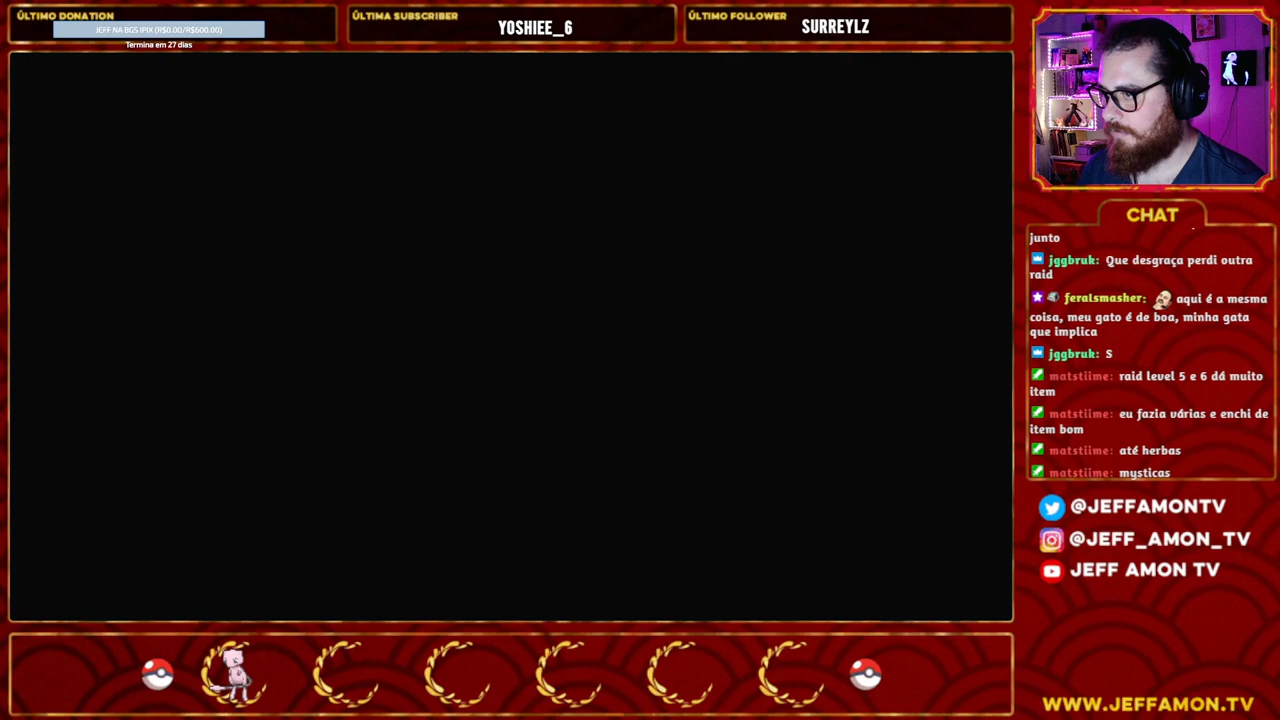 ÚLTIMO DONATION
JEFF NA BGS IPIX (R$0.00/R$600.00)
Termina em 27 dias
ÚLTIMA SUBSCRIBER
YOSHIEE_6
ÚLTIMO FOLLOWER
SURREYLZ
CHAT
junto
jggbruk: Que desgraça perdi outra
raid
feralsmasher: aqui é a mesma
coisa, meu gato é de boa, minha gata
que implica
jggbruk: S
matstiime: raid level 5 e 6 dá muito
item
matstiime: eu fazia várias e enchi de
item bom
matstiime: até herbas
matstiime: mysticas
@JEFFAMONTV
@JEFF_AMON_TV
JEFF AMON TV
WWW.JEFFAMON.TV